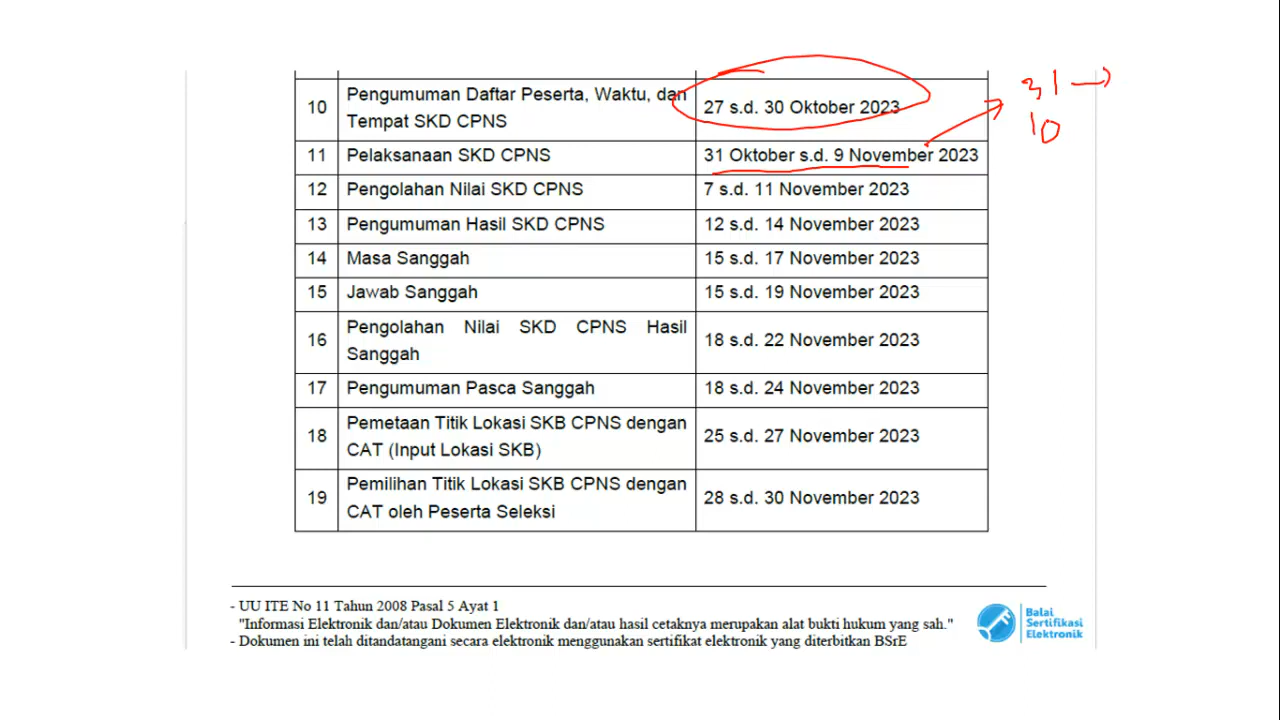 10 Pengumuman Daftar Peserta, Waktu, dan
Tempat SKD CPNS
27 s.d. 30 Oktober 2023
31
10
11 Pelaksanaan SKD CPNS 31 Oktober s.d. 9 November 2023
12 Pengolahan Nilai SKD CPNS 7 s.d. 11 November 2023
13 Pengumuman Hasil SKD CPNS 12 s.d. 14 November 2023
14 Masa Sanggah 15 s.d. 17 November 2023
15 Jawab Sanggah 15 s.d. 19 November 2023
16 Pengolahan Nilai SKD CPNS Hasil
Sanggah
18 s.d. 22 November 2023
17 Pengumuman Pasca Sanggah 18 s.d. 24 November 2023
18 Pemetaan Titik Lokasi SKB CPNS dengan
CAT (Input Lokasi SKB)
25 s.d. 27 November 2023
19 Pemilihan Titik Lokasi SKB CPNS dengan
CAT oleh Peserta Seleksi
28 s.d. 30 November 2023
- UU ITE No 11 Tahun 2008 Pasal 5 Ayat 1
"Informasi Elektronik dan/atau Dokumen Elektronik dan/atau hasil cetaknya merupakan alat bukti hukum yang sah."
- Dokumen ini telah ditandatangani secara elektronik menggunakan sertifikat elektronik yang diterbitkan BSrE
Balai
Sertifikasi
Elektronik